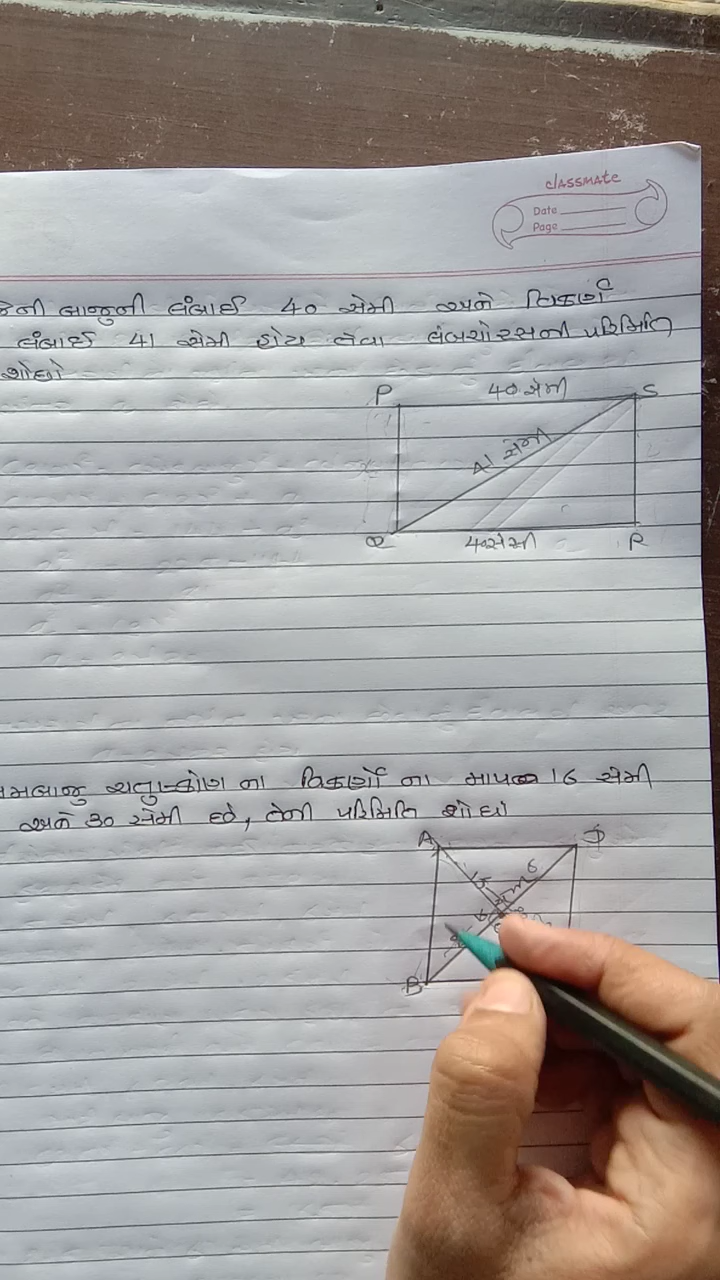 classmate
Date
Page
જેની બાજુની લંબાઈ 40 સેમી અને વિકર્ણ
લંબાઈ 41 સેમી હોય તેવા લંબચોરસની પરિમિતિ
શોધો
P 40 સેમી S
41 સેમી
Q 40સેમી R
સમબાજુ ચતુષ્કોણ ના વિકર્ણો ના માપ 16 સેમી
અને 30 સેમી છે, તેની પરિમિતિ શોધો
A D
B